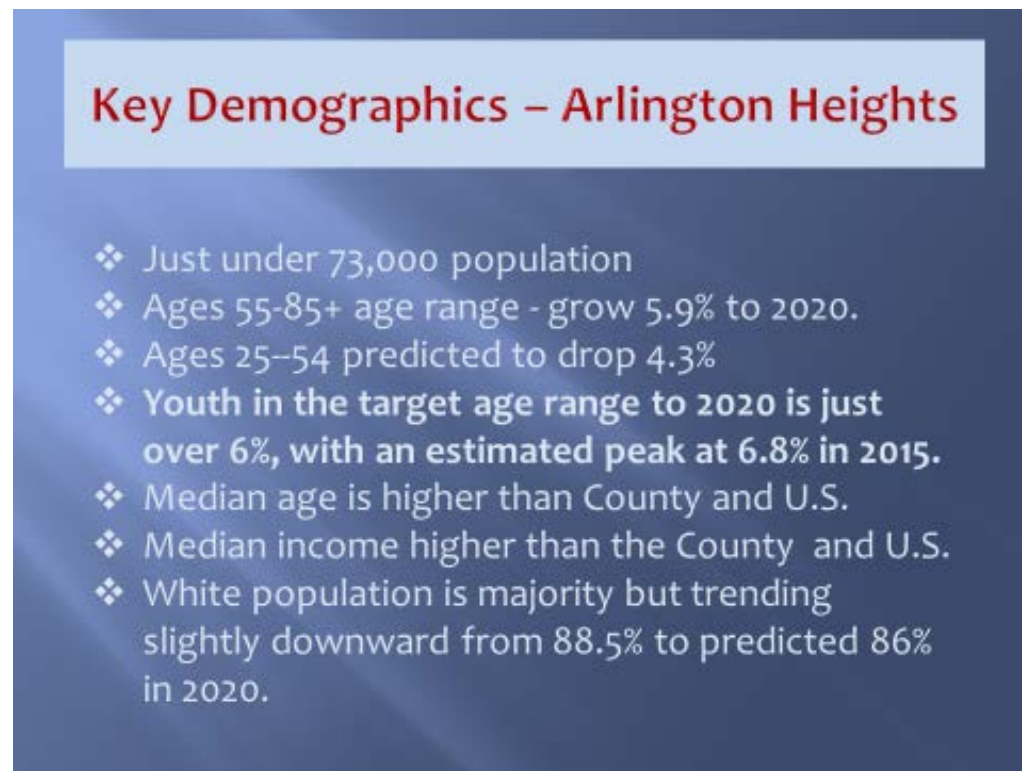 Key Demographics – Arlington Heights
❖ Just under 73,000 population
❖ Ages 55-85+ age range - grow 5.9% to 2020.
❖ Ages 25–54 predicted to drop 4.3%
❖ Youth in the target age range to 2020 is just
over 6%, with an estimated peak at 6.8% in 2015.
❖ Median age is higher than County and U.S.
❖ Median income higher than the County  and U.S.
❖ White population is majority but trending
slightly downward from 88.5% to predicted 86%
in 2020.